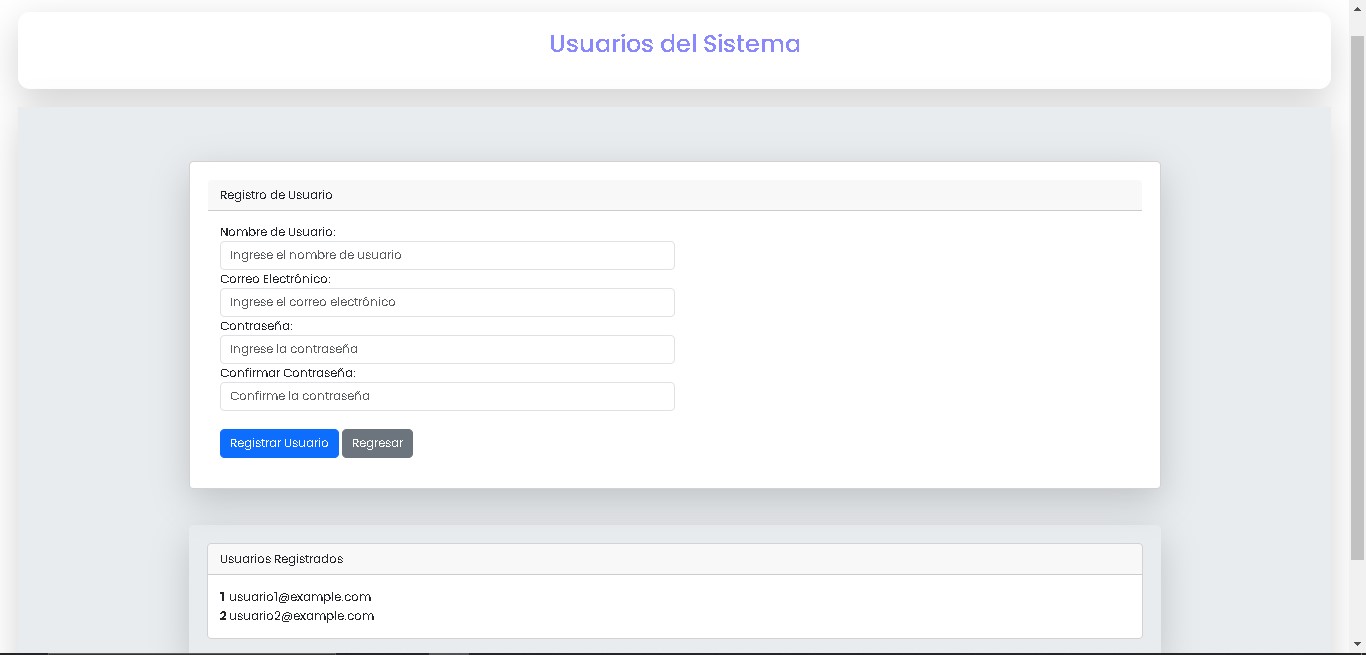 Usuarios del Sistema
Registro de Usuario
Nombre de Usuario:
Ingrese el nombre de usuario
Correo Electrónico:
Ingrese el correo electrónico
Contraseña:
Ingrese la contraseña
Confirmar Contraseña:
Confirme la contraseña
Registrar Usuario Regresar
Usuarios Registrados
1 usuario1@example.com
2 usuario2@example.com